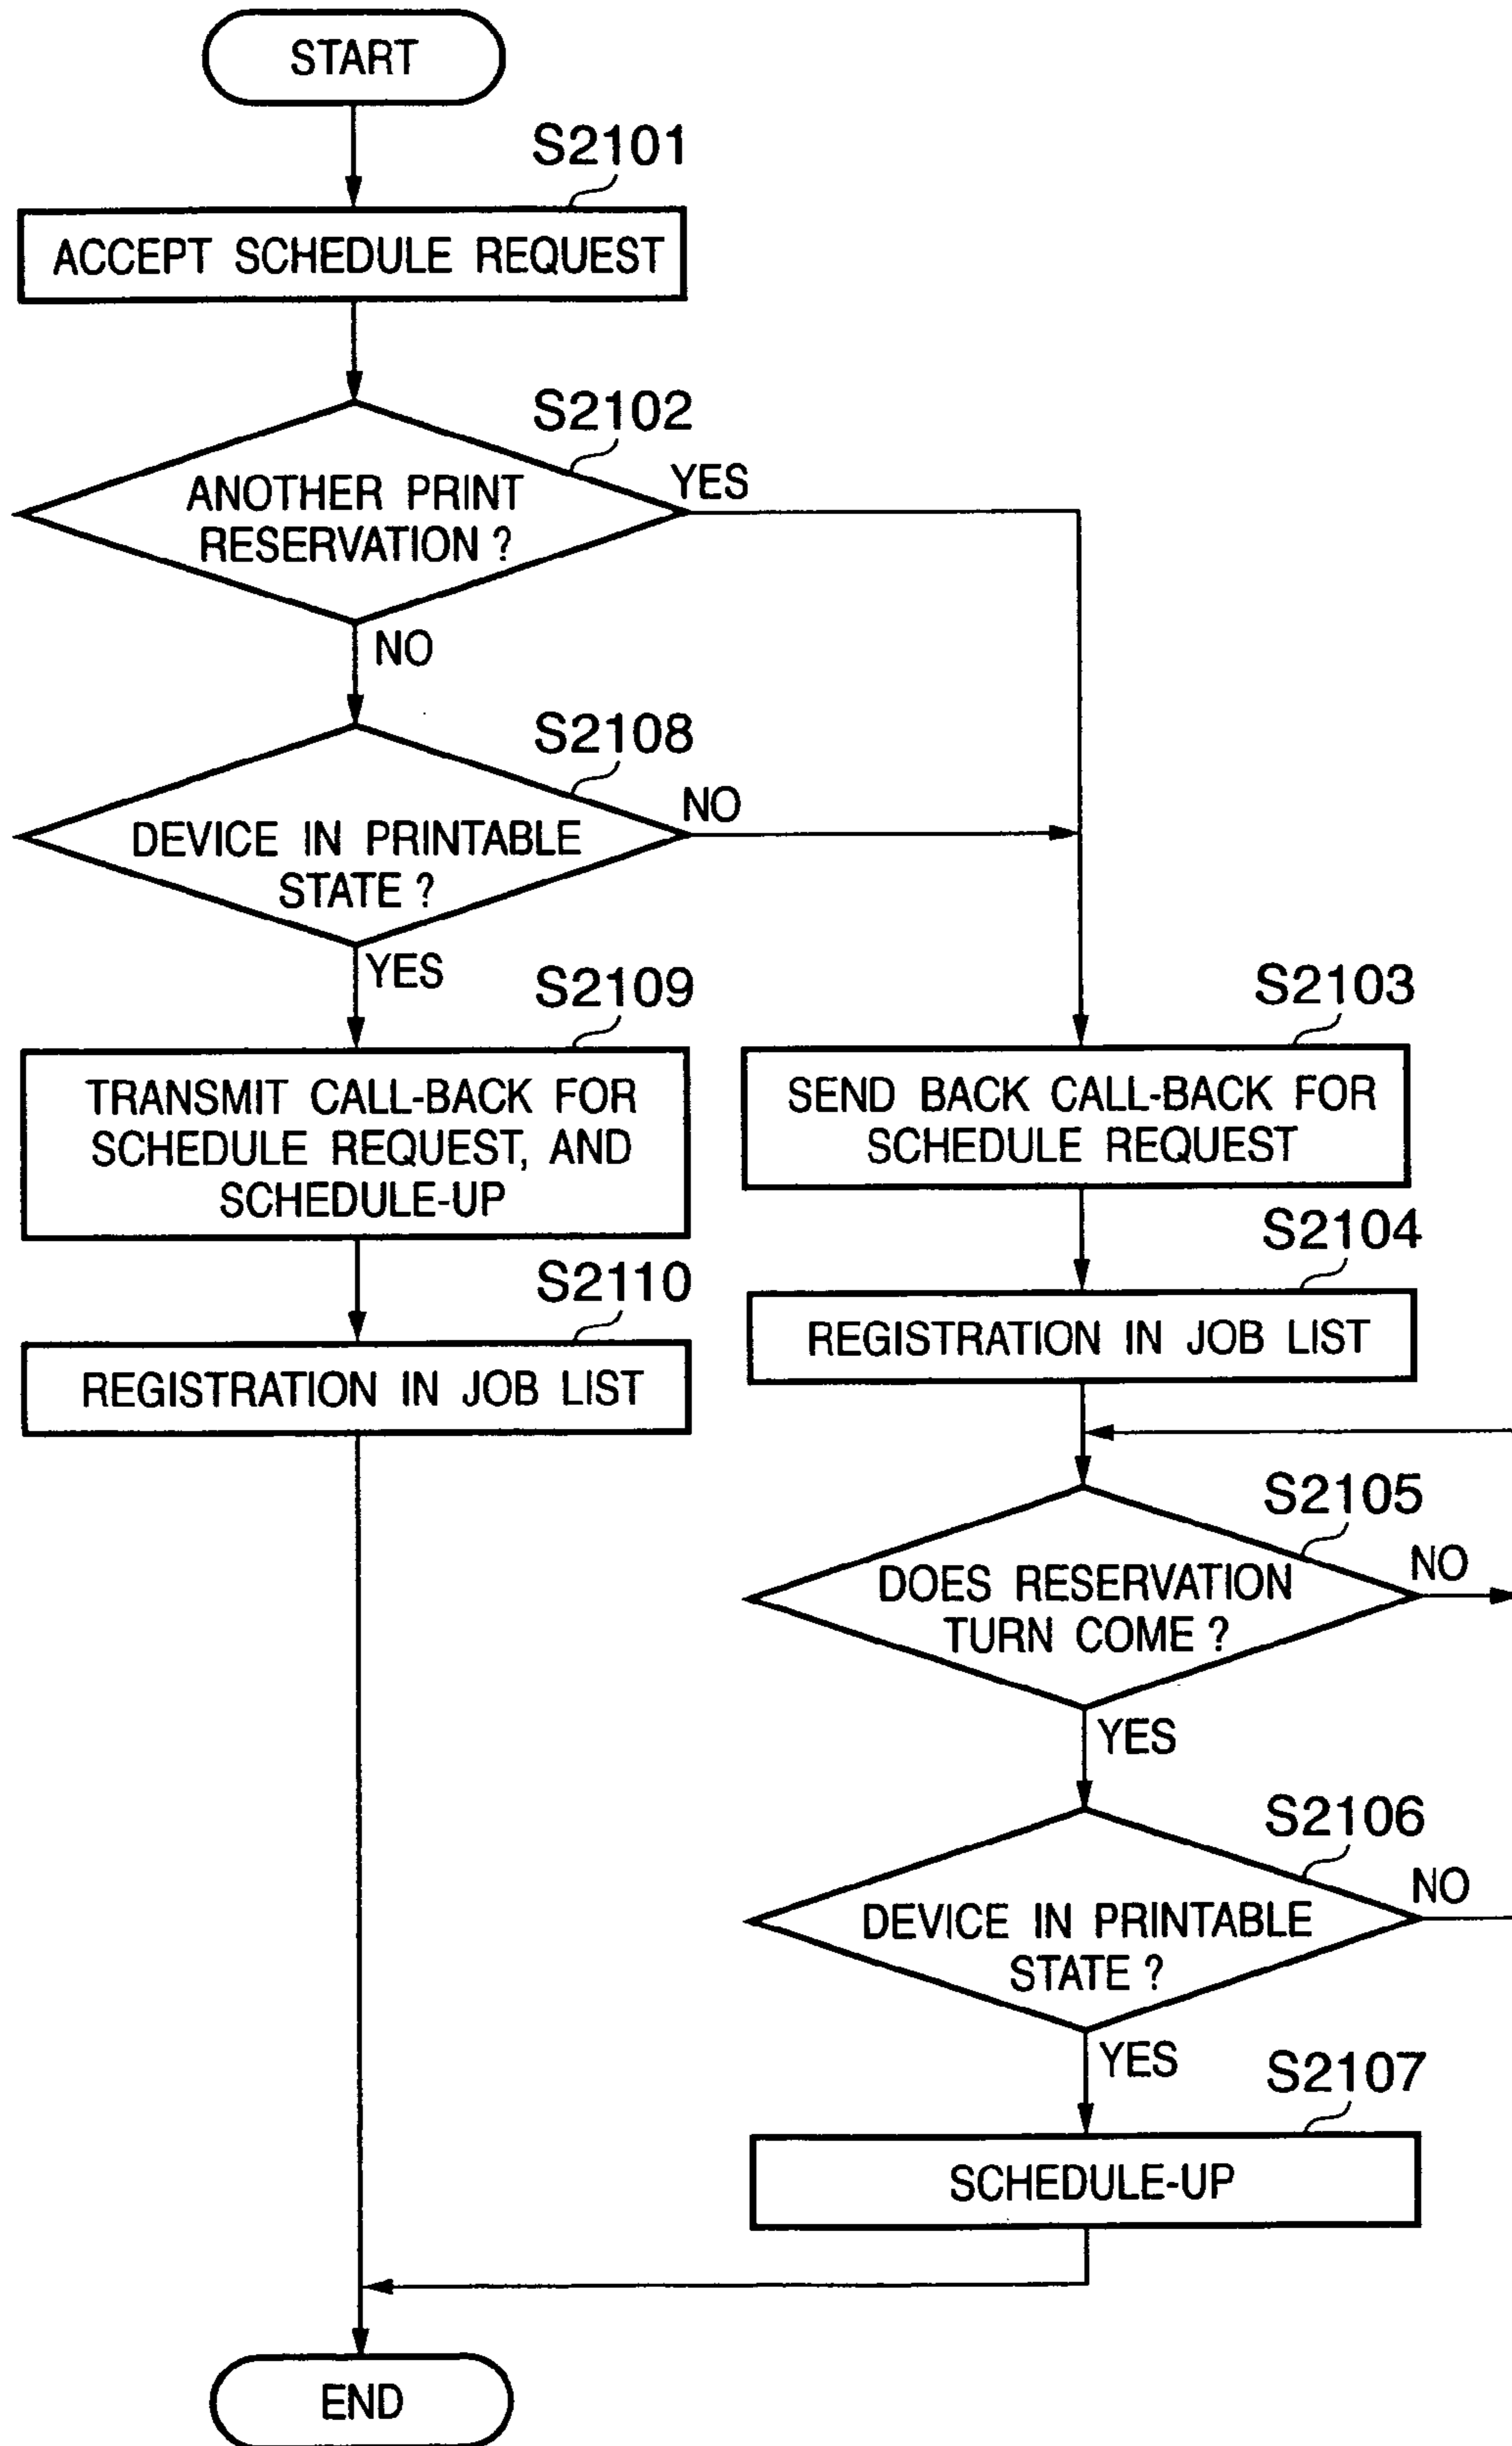 START
S2101
ACCEPT SCHEDULE REQUEST
S2102
ANOTHER PRINT
RESERVATION ?
YES
NO
S2108
DEVICE IN PRINTABLE
STATE ?
NO
YES
S2109
TRANSMIT CALL-BACK FOR
SCHEDULE REQUEST, AND
SCHEDULE-UP
S2110
REGISTRATION IN JOB LIST
S2103
SEND BACK CALL-BACK FOR
SCHEDULE REQUEST
S2104
REGISTRATION IN JOB LIST
S2105
DOES RESERVATION
TURN COME ?
NO
YES
S2106
DEVICE IN PRINTABLE
STATE ?
NO
YES
S2107
SCHEDULE-UP
END